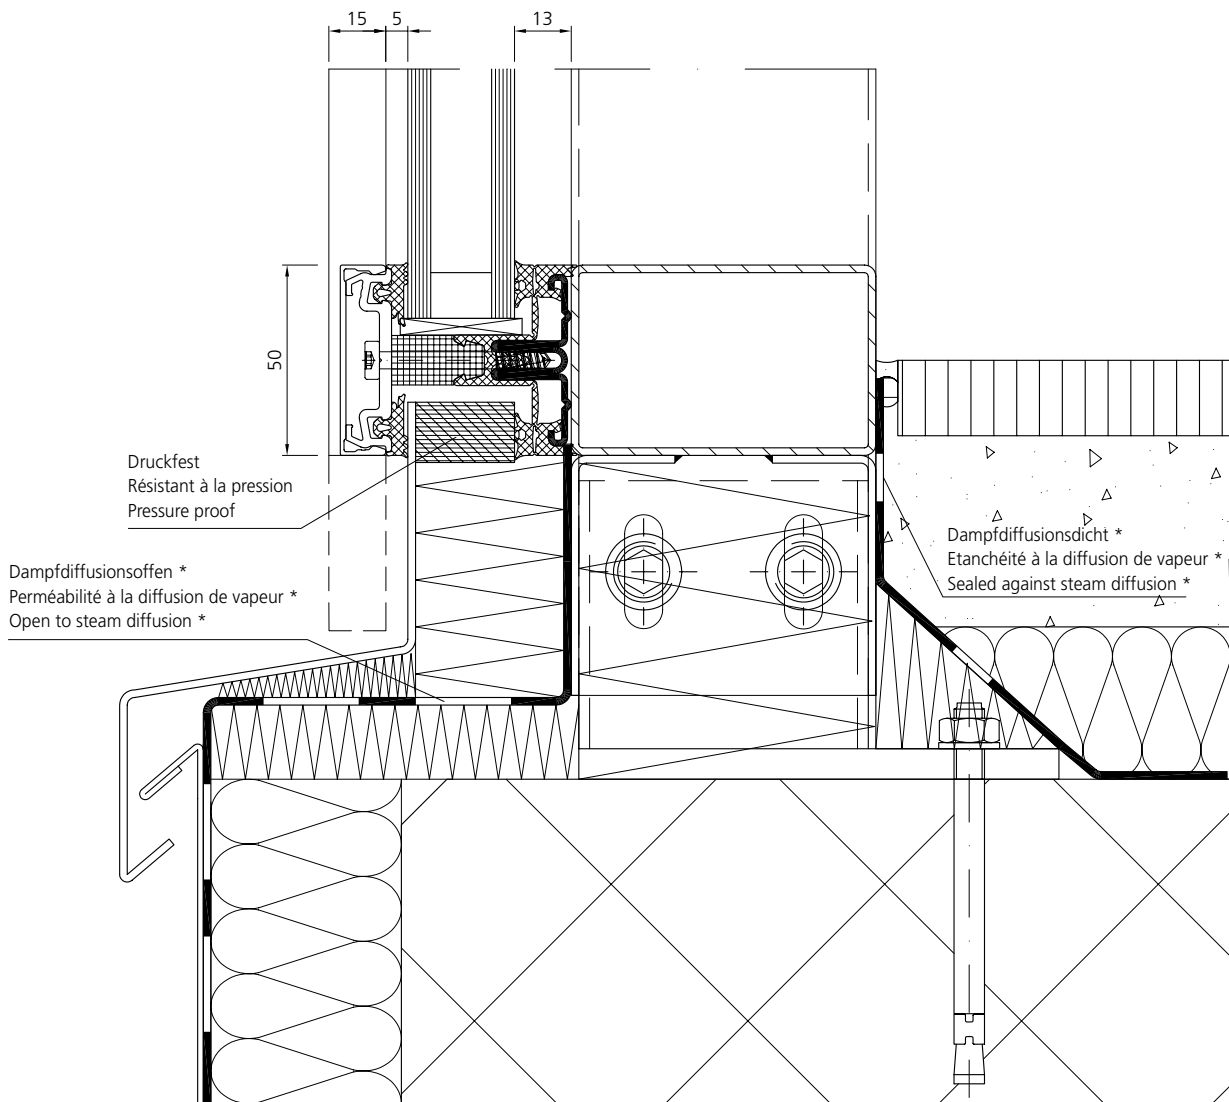 15
5
13
50
Druckfest
Résistant à la pression
Pressure proof
Dampfdiffusionsoffen *
Perméabilité à la diffusion de vapeur *
Open to steam diffusion *
Dampfdiffusionsdicht *
Etanchéité à la diffusion de vapeur *
Sealed against steam diffusion *